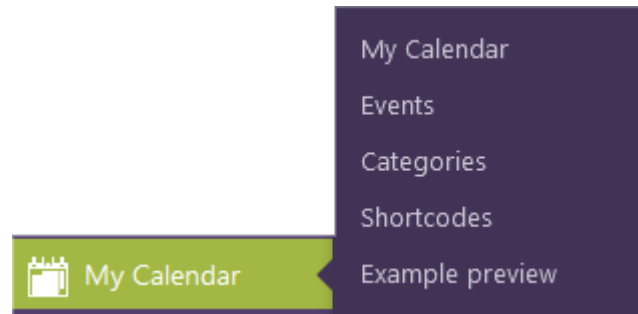 My Calendar
Events
Categories
Shortcodes
My Calendar
Example preview